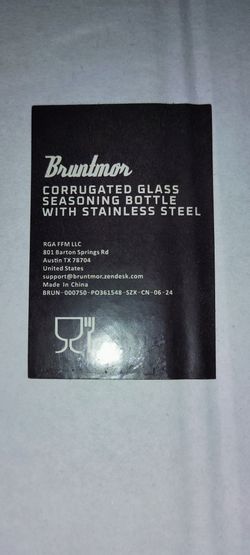 Bruntmor
CORRUGATED GLASS
SEASONING BOTTLE
WITH STAINLESS STEEL
RGA FFM LLC
801 Barton Springs Rd
Austin TX 78704
United States
support@bruntmor.zendesk.com
Made In China
BRUN-000750-PO361548-SZX-CN-06-24